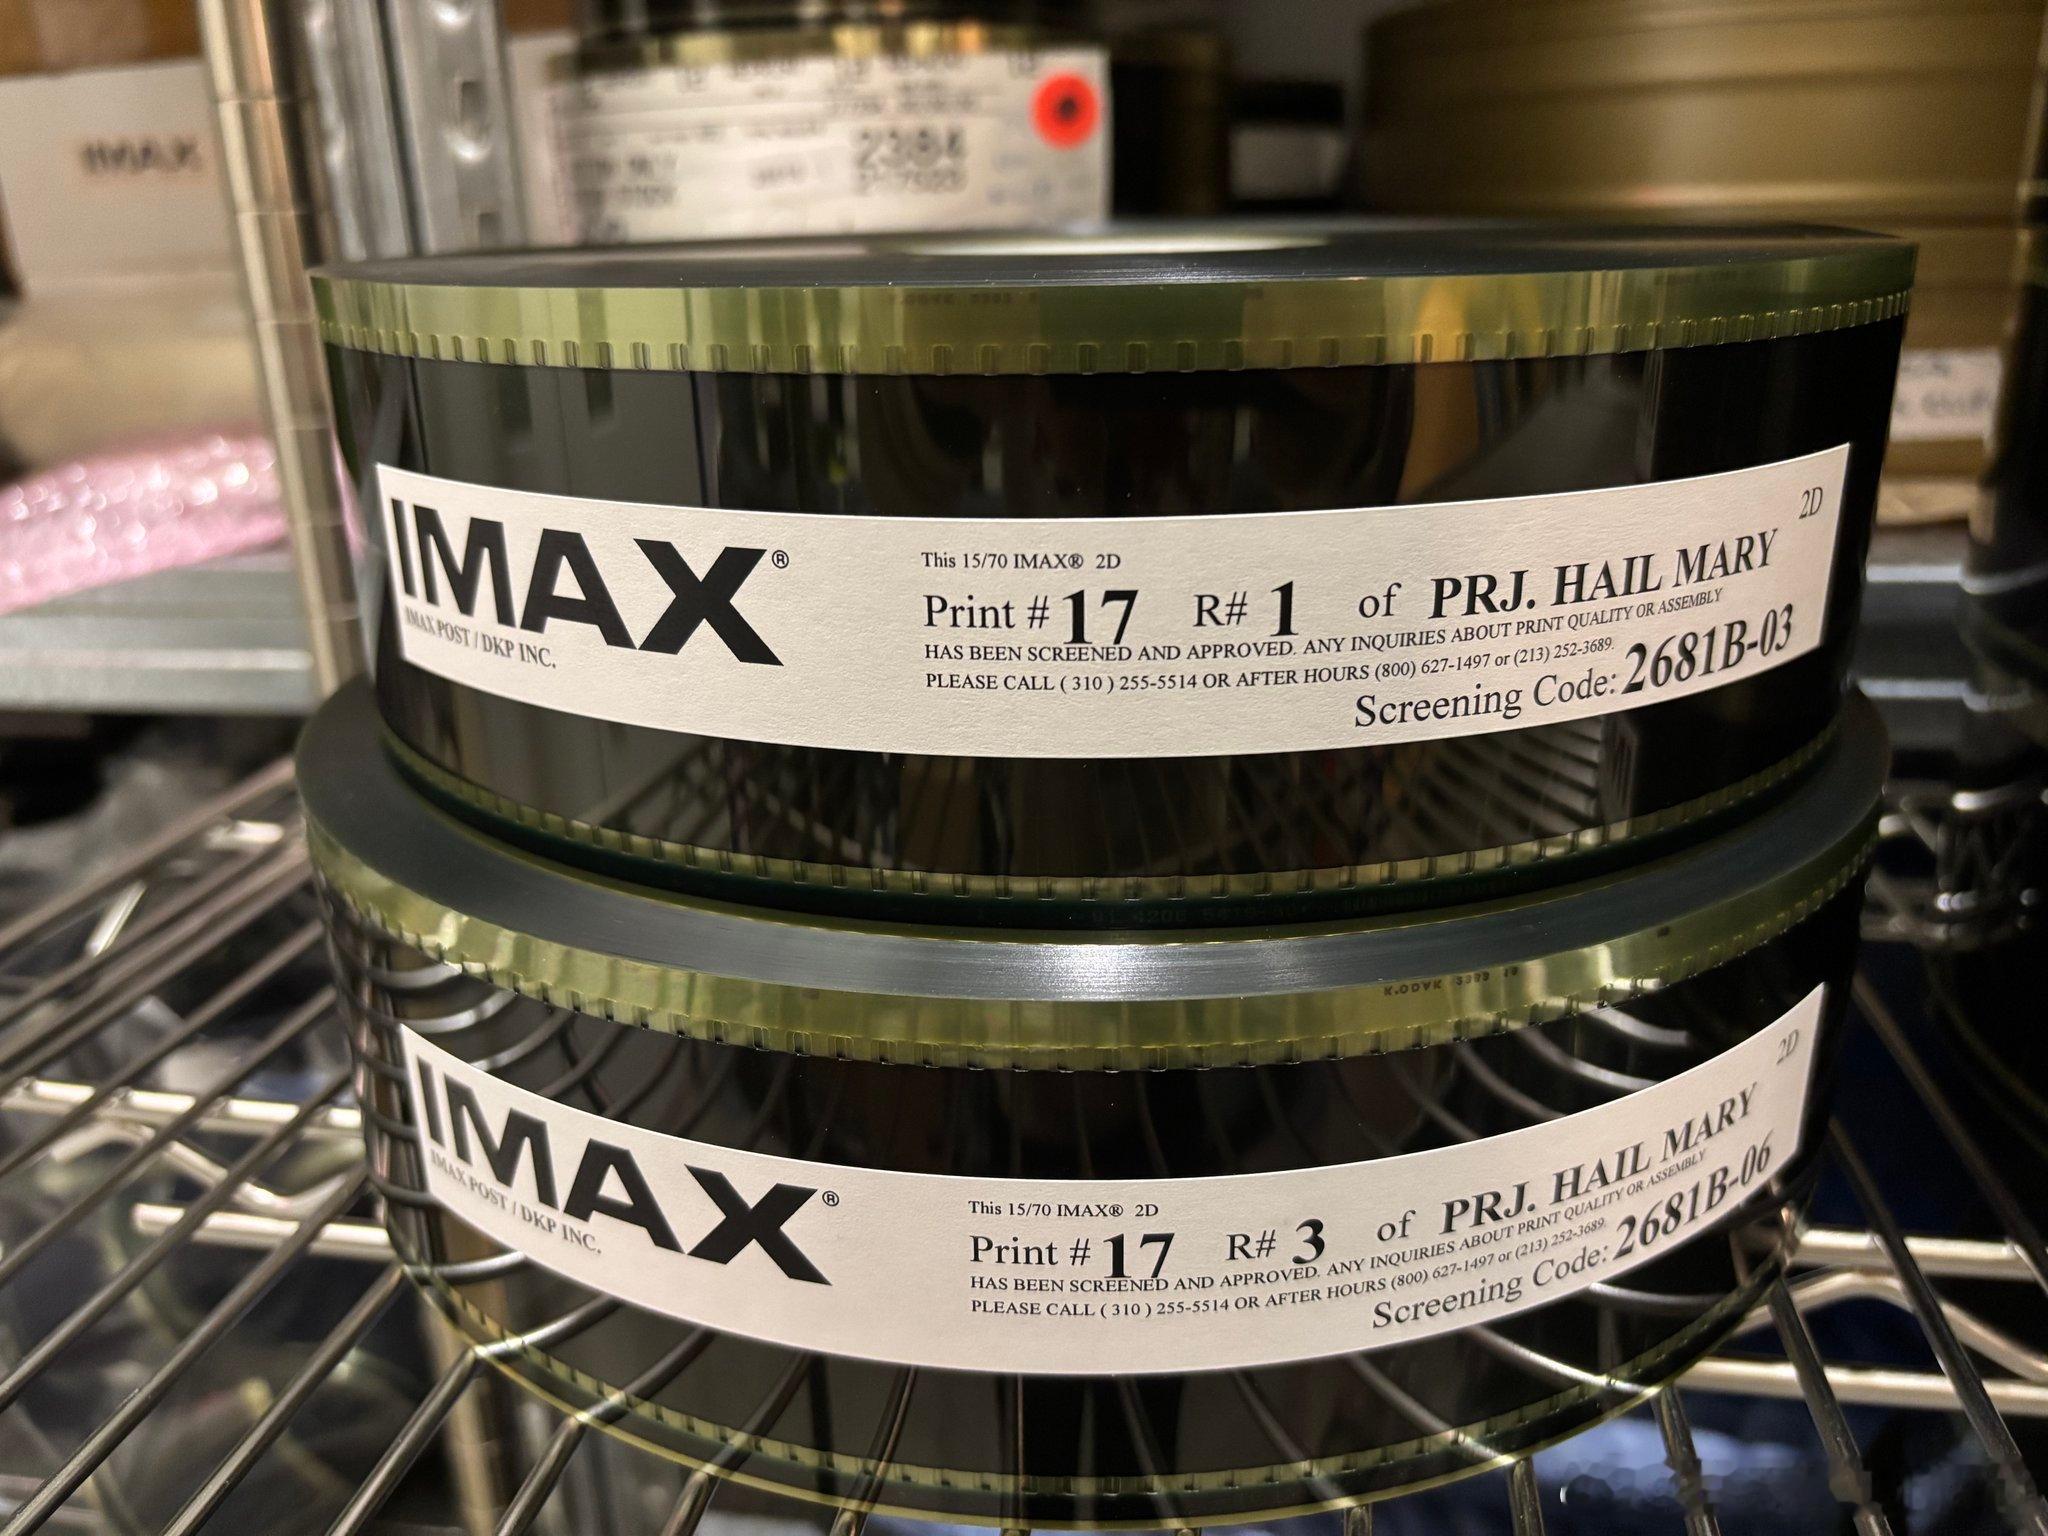 IMAX
2384
IMAX®
IMAX POST / DKP INC.
This 15/70 IMAX® 2D
2D
Print # 17 R# 1 of PRJ. HAIL MARY
HAS BEEN SCREENED AND APPROVED. ANY INQUIRIES ABOUT PRINT QUALITY OR ASSEMBLY
PLEASE CALL ( 310 ) 255-5514 OR AFTER HOURS (800) 627-1497 or (213) 252-3689.
Screening Code: 2681B-03
IMAX®
IMAX POST / DKP INC.
This 15/70 IMAX® 2D
2D
Print # 17 R# 3 of PRJ. HAIL MARY
HAS BEEN SCREENED AND APPROVED. ANY INQUIRIES ABOUT PRINT QUALITY OR ASSEMBLY
PLEASE CALL ( 310 ) 255-5514 OR AFTER HOURS (800) 627-1497 or (213) 252-3689.
Screening Code: 2681B-06